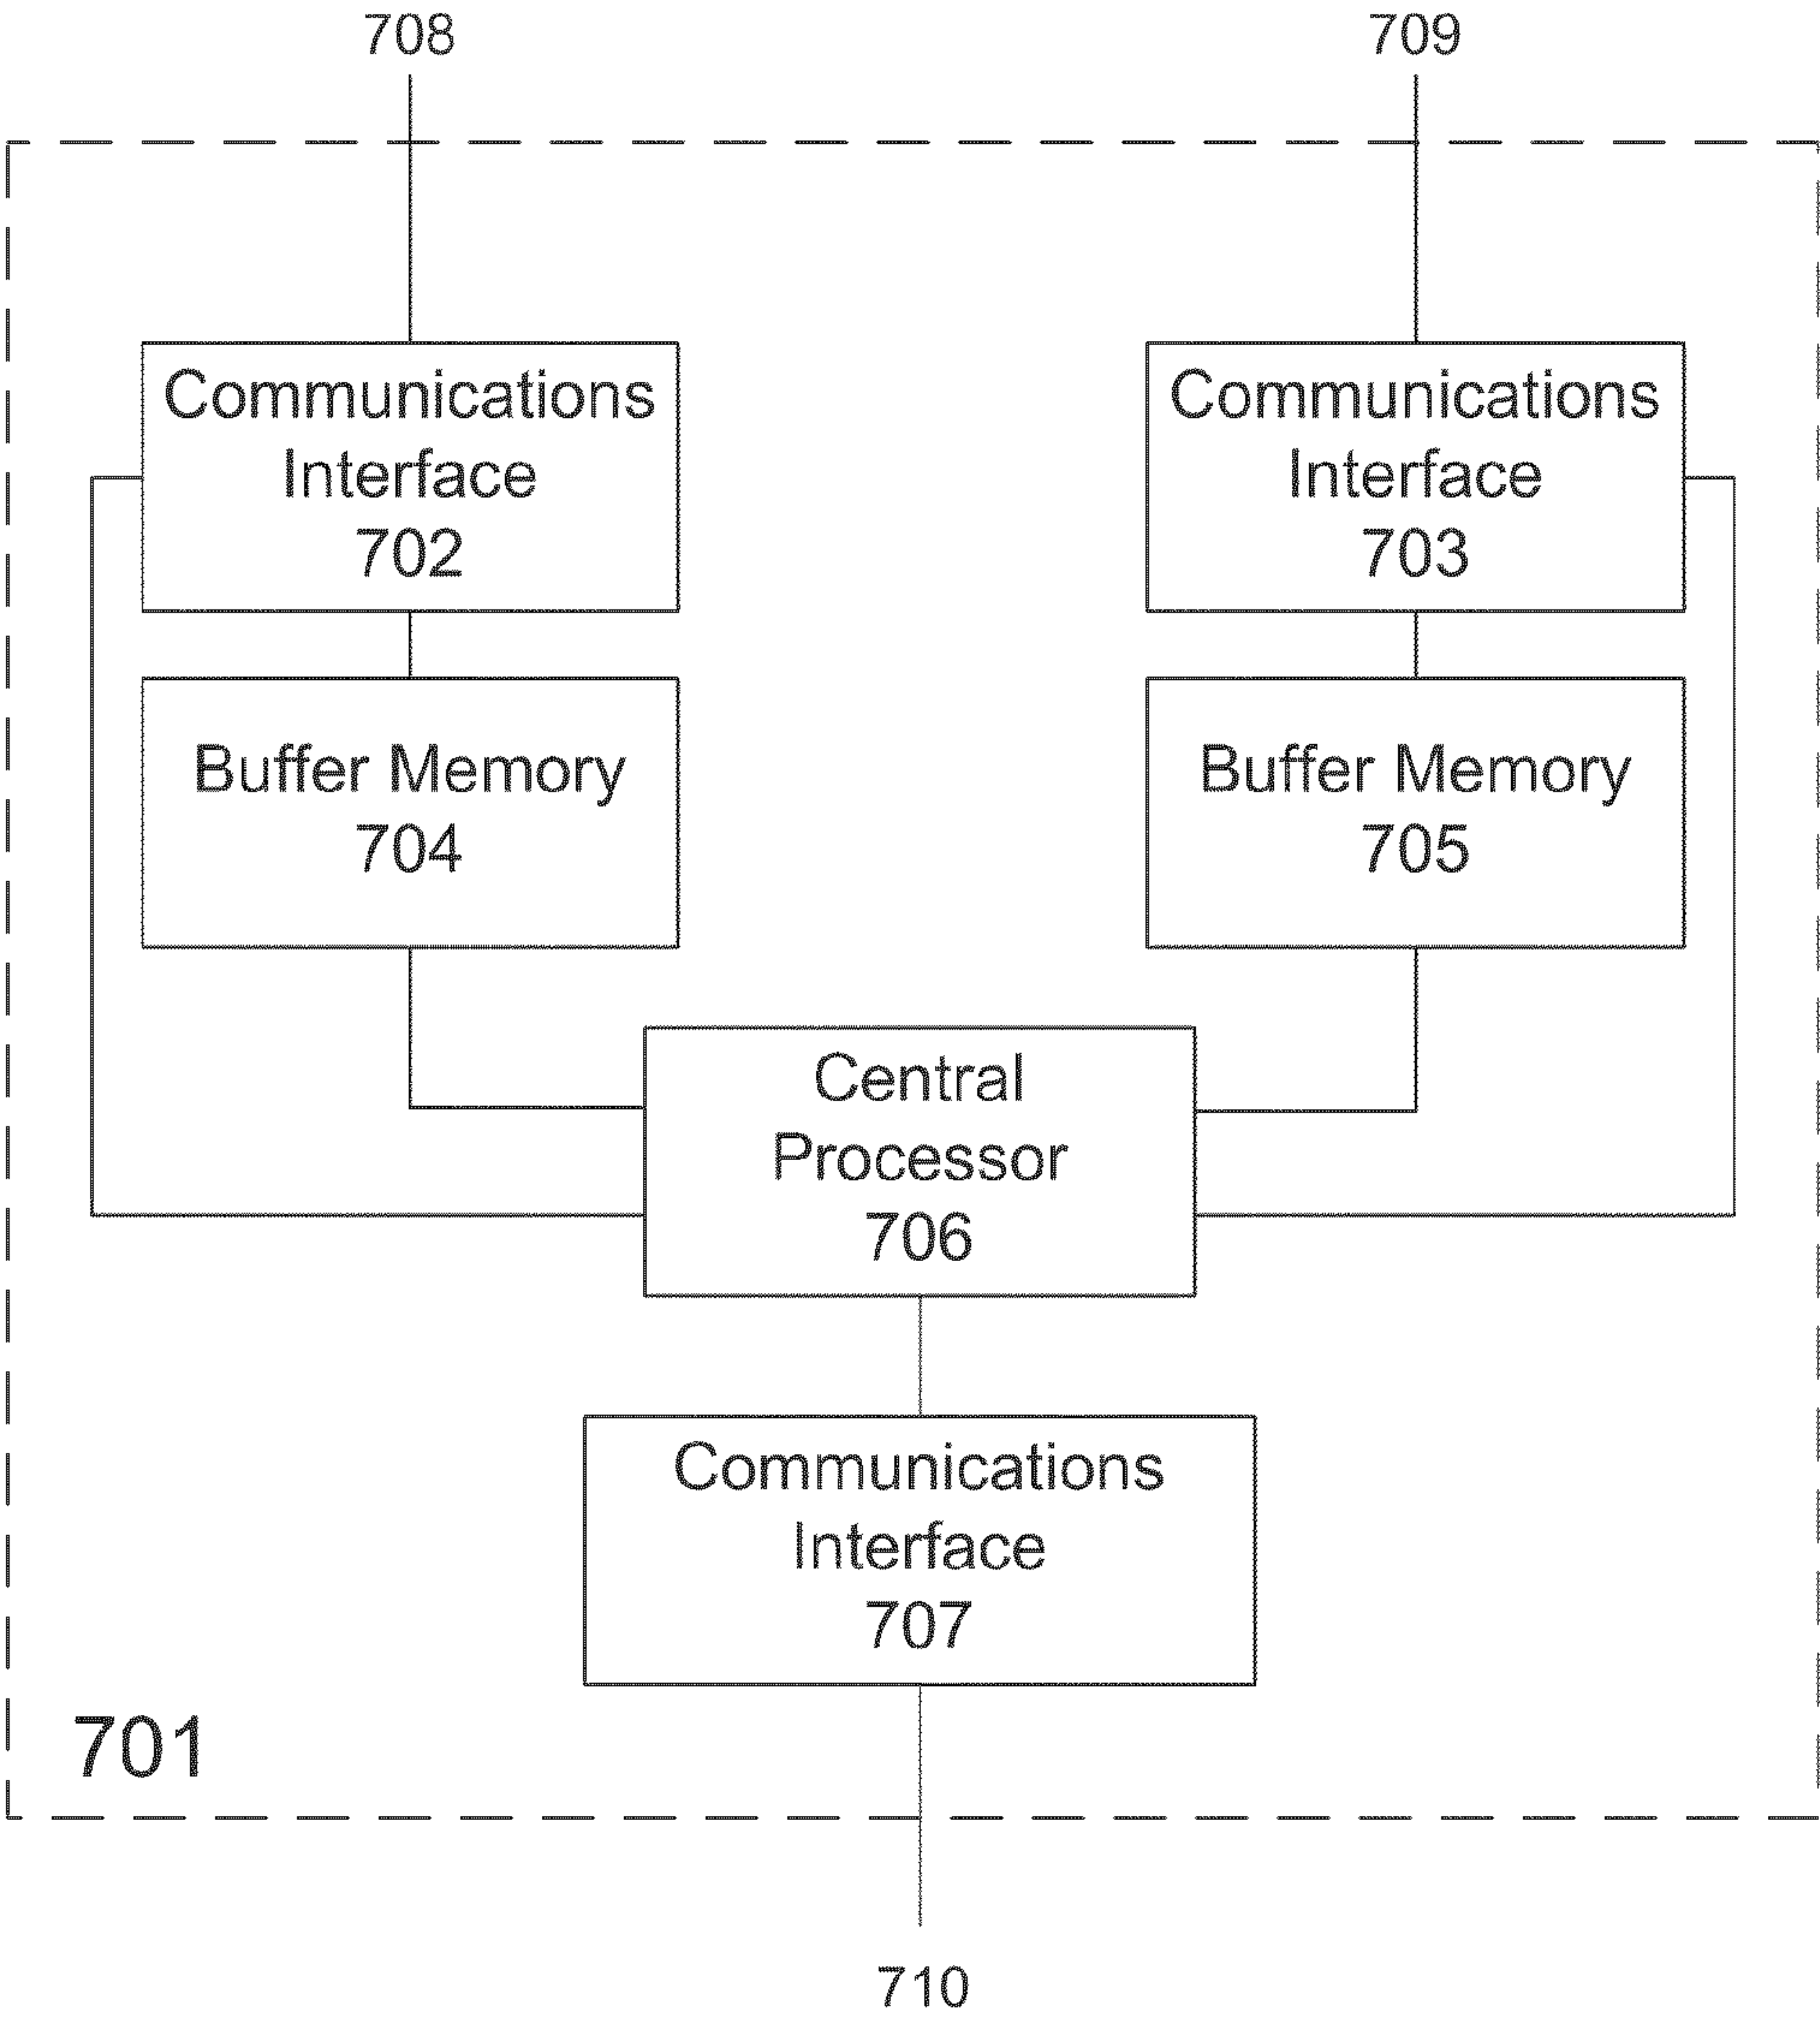 708
709
Communications
Interface
702
Communications
Interface
703
Buffer Memory
704
Buffer Memory
705
Central
Processor
706
Communications
Interface
707
701
710